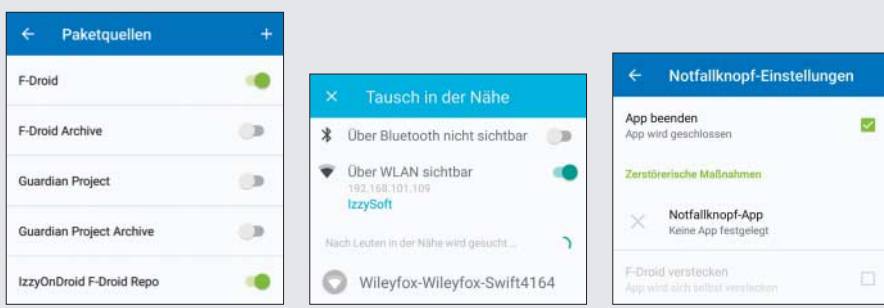 Paketquellen
F-Droid
F-Droid Archive
Guardian Project
Guardian Project Archive
IzzyOnDroid F-Droid Repo
Tausch in der Nähe
Über Bluetooth nicht sichtbar
Über WLAN sichtbar
192.168.101.109
IzzySoft
Nach Leuten in der Nähe wird gesucht ...
Wileyfox-Wileyfox-Swift4164
Notfallknopf-Einstellungen
App beenden
App wird geschlossen
Zerstörerische Maßnahmen
Notfallknopf-App
Keine App festgelegt
F-Droid verstecken
App wird sich selbst verstecken